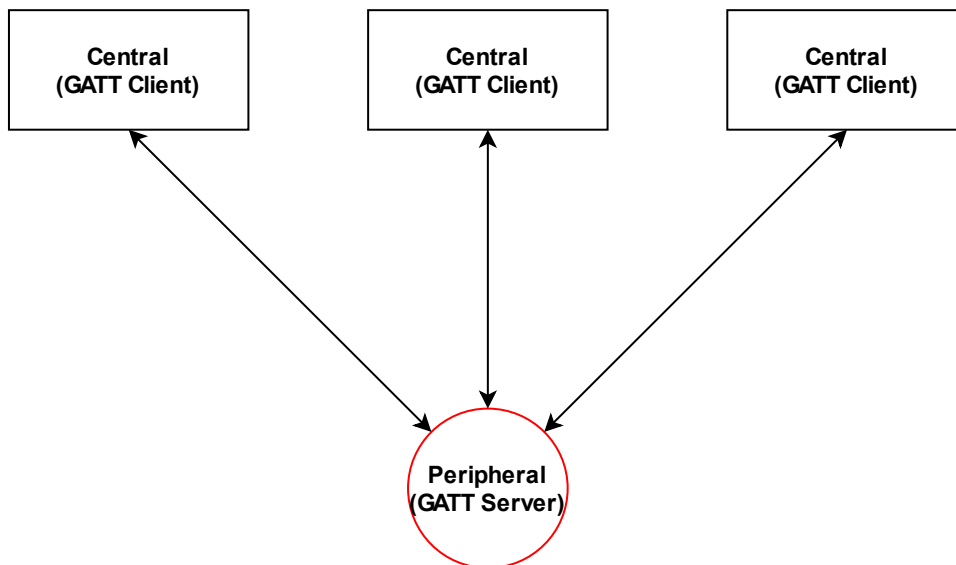 Central
(GATT Client)
Central
(GATT Client)
Central
(GATT Client)
Peripheral
(GATT Server)